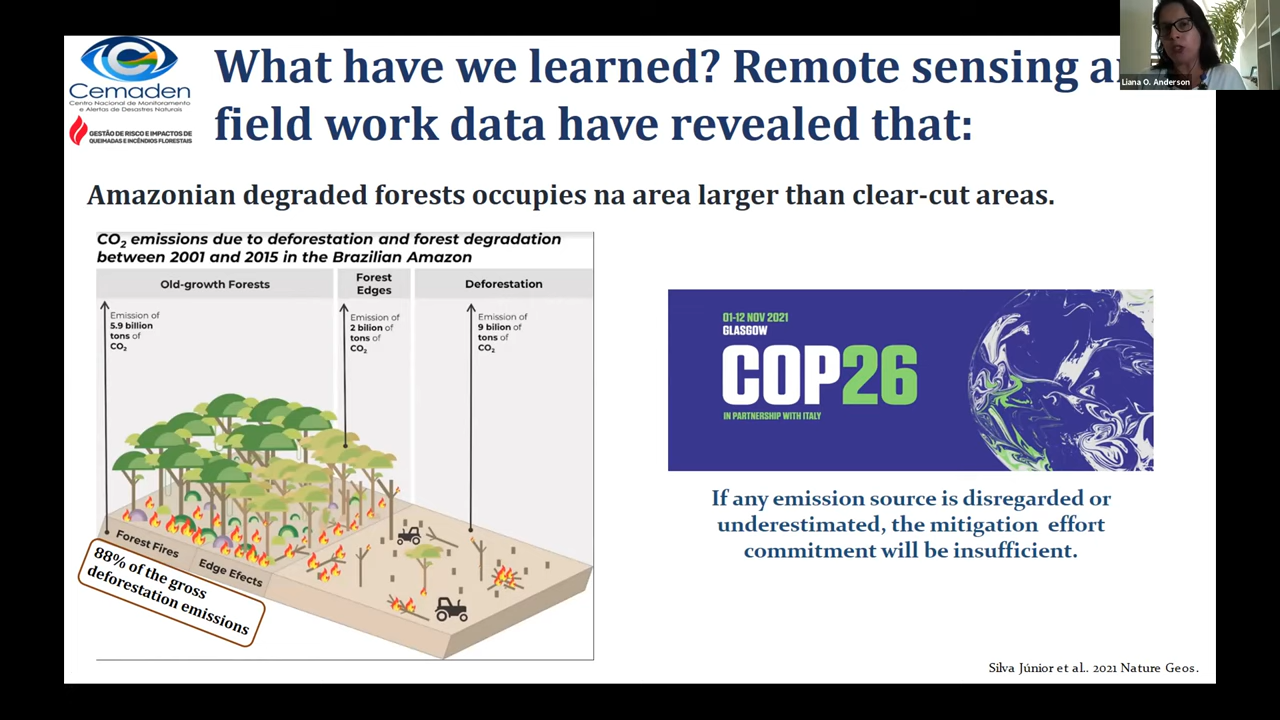 Cemaden
Centro Nacional de Monitoramento
e Alertas de Desastres Naturais
GESTÃO DE RISCO E IMPACTOS DE
QUEIMADAS E INCÊNDIOS FLORESTAIS
What have we learned? Remote sensing
field work data have revealed that:
Liana O. Anderson
Amazonian degraded forests occupies na area larger than clear-cut areas.
CO₂ emissions due to deforestation and forest degradation
between 2001 and 2015 in the Brazilian Amazon
Old-growth Forests
Forest
Edges
Deforestation
Emission of
5.9 billion
tons of
CO₂
Emission of
2 bilion of
tons of
CO₂
Emission of
9 bilion of
tons of
CO₂
Forest Fires
Edge Efects
88% of the gross
deforestation emissions
01-12 NOV 2021
GLASGOW
COP26
IN PARTNERSHIP WITH ITALY
If any emission source is disregarded or
underestimated, the mitigation effort
commitment will be insufficient.
Silva Júnior et al.. 2021 Nature Geos.